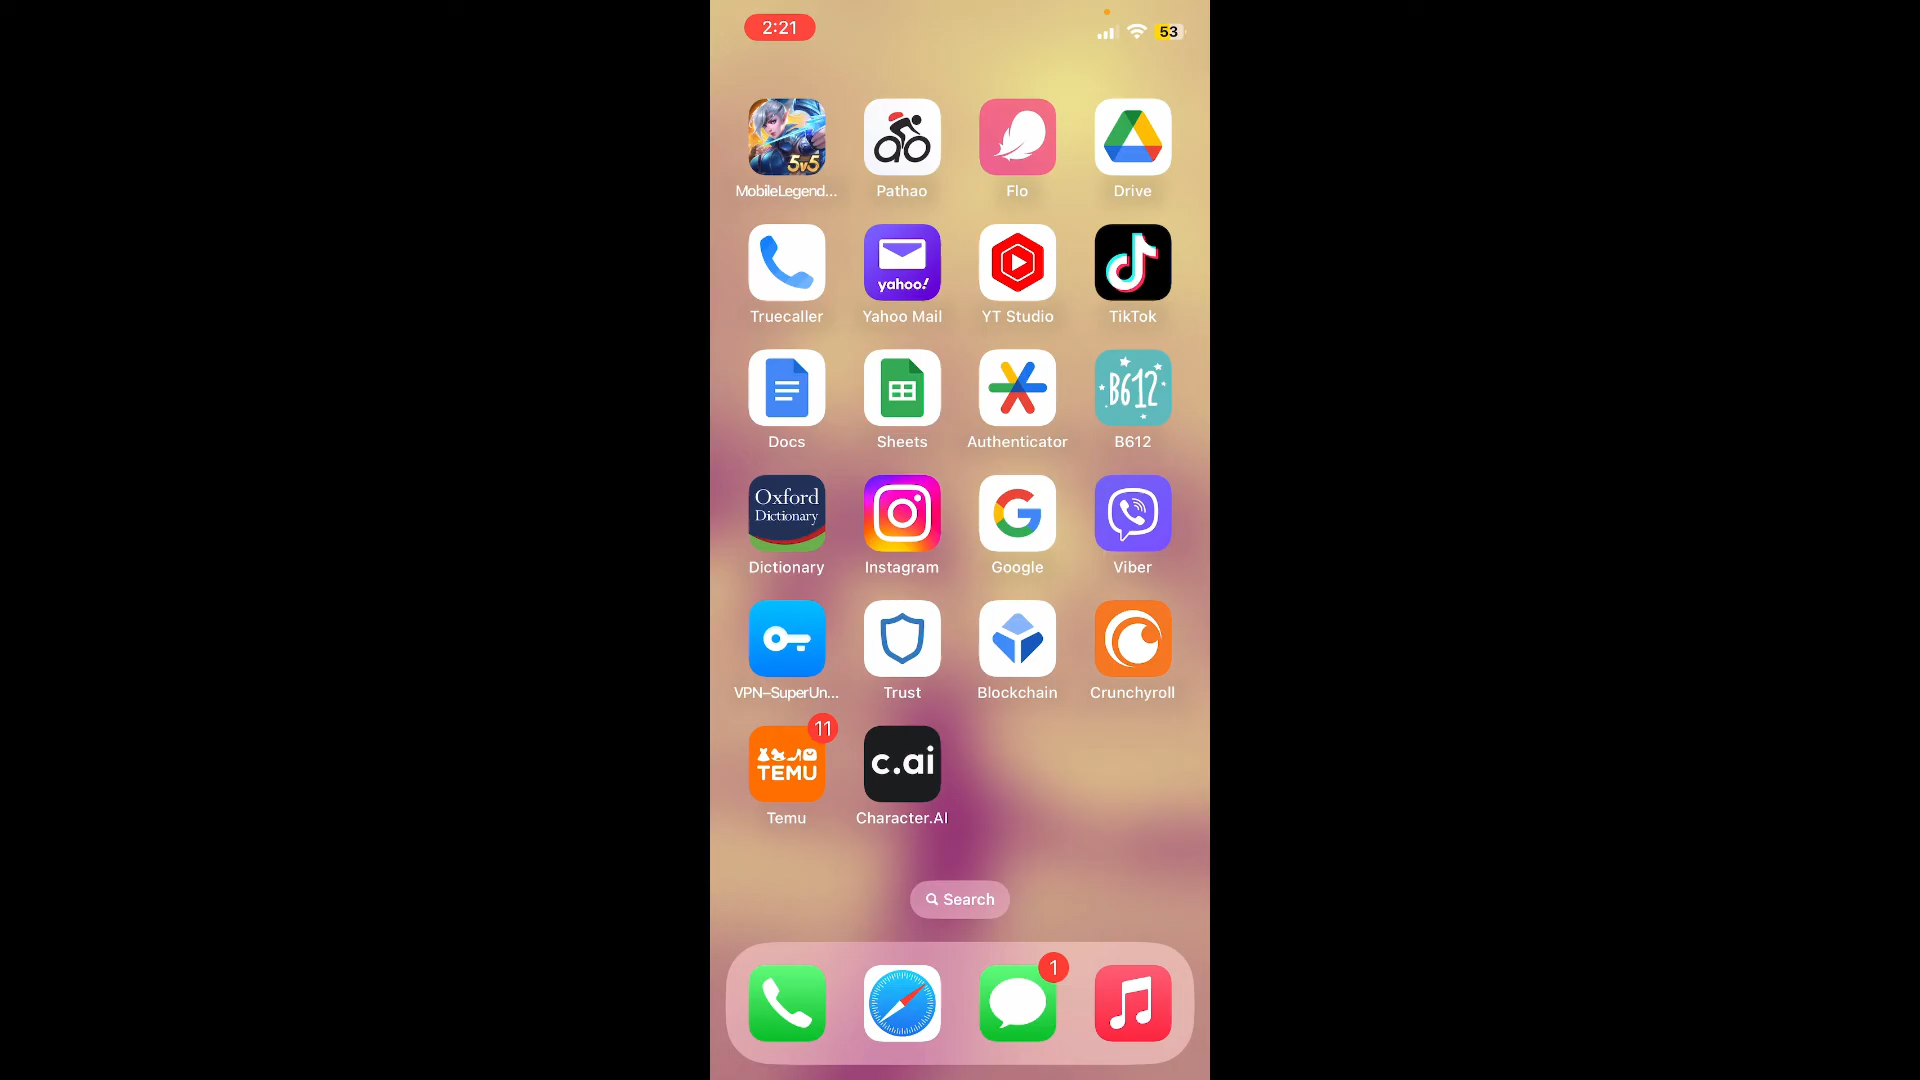 2:21
53
5v5
MobileLegend...
Pathao
Flo
Drive
yahoo!
Truecaller
Yahoo Mail
YT Studio
TikTok
B612
Docs
Sheets
Authenticator
B612
Oxford
Dictionary
Dictionary
Instagram
Google
Viber
VPN–SuperUn...
Trust
Blockchain
Crunchyroll
11
TEMU
c.ai
Temu
Character.AI
Search
1